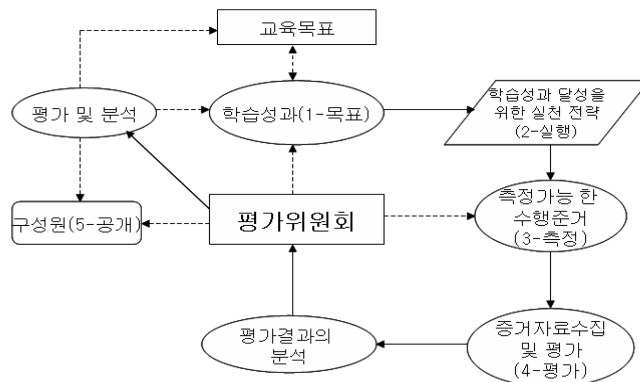 교육목표
평가 및 분석
학습성과(1-목표)
학습성과 달성을
위한 실천 전략
(2-실행)
구성원(5-공개)
평가위원회
측정가능 한
수행준거
(3-측정)
평가결과의
분석
증거자료수집
및 평가
(4-평가)